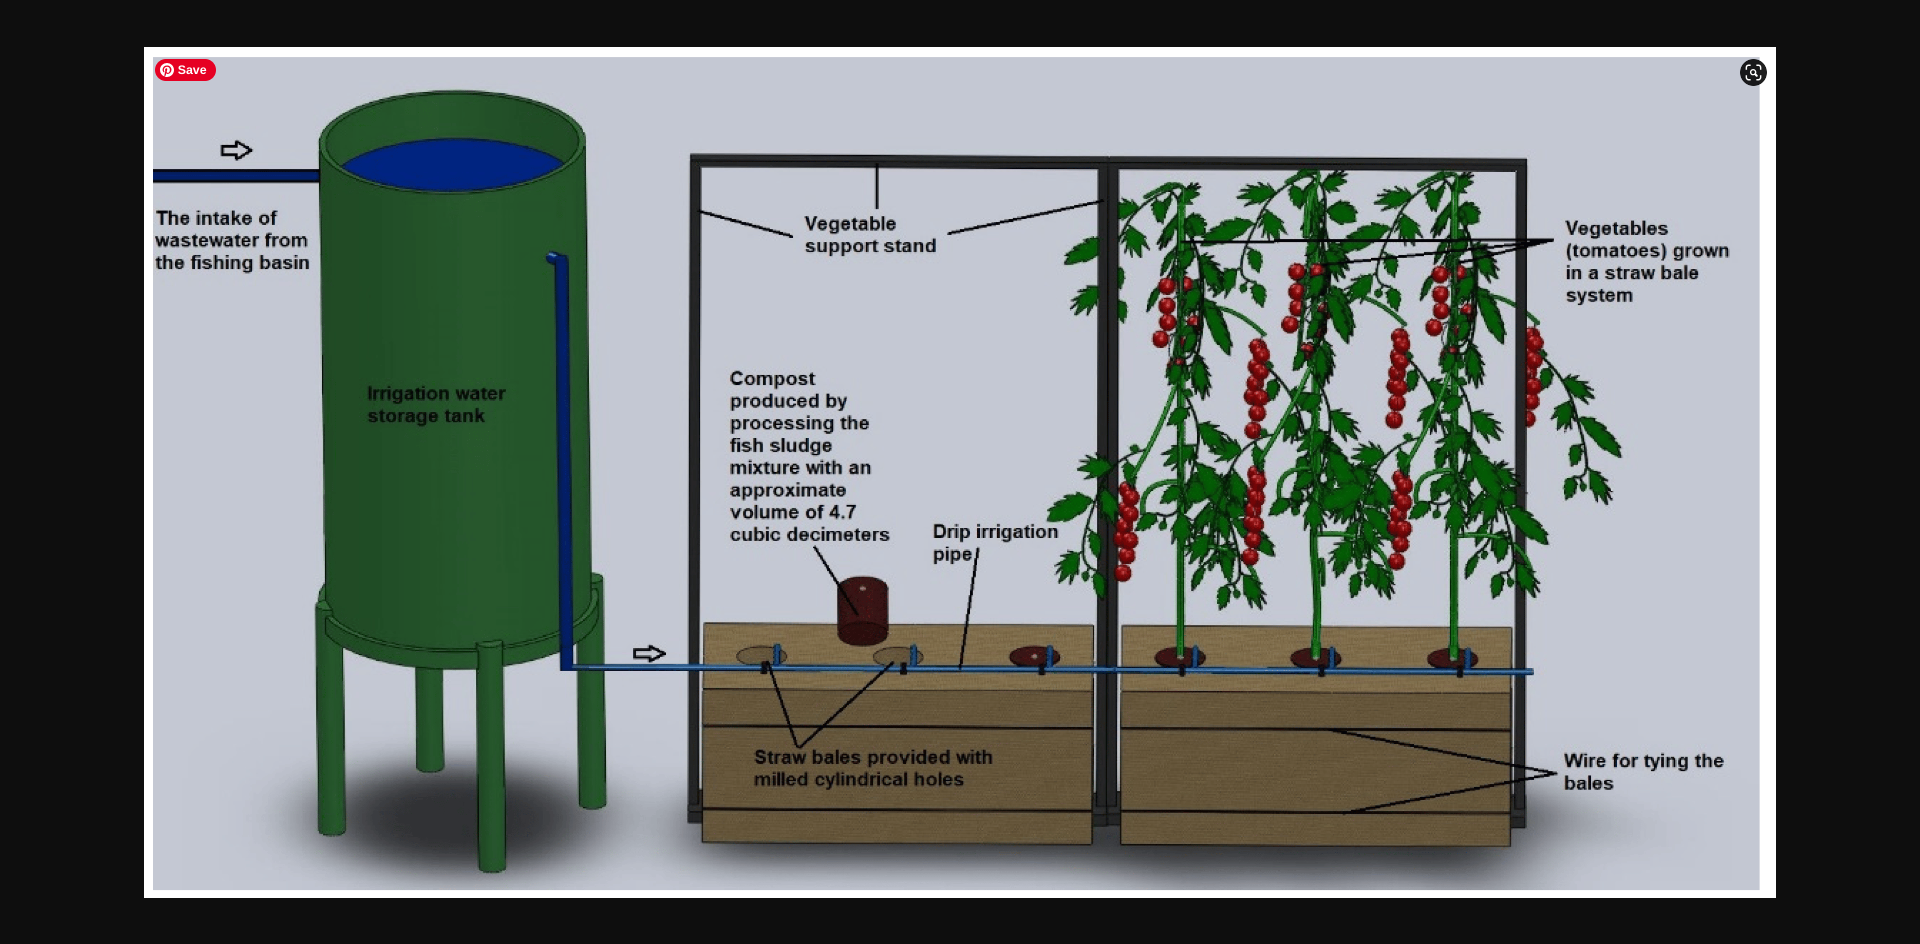 Save
The intake of
wastewater from
the fishing basin
Irrigation water
storage tank
Vegetable
support stand
Vegetables
(tomatoes) grown
in a straw bale
system
Compost
produced by
processing the
fish sludge
mixture with an
approximate
volume of 4.7
cubic decimeters
Drip irrigation
pipe
Straw bales provided with
milled cylindrical holes
Wire for tying the
bales